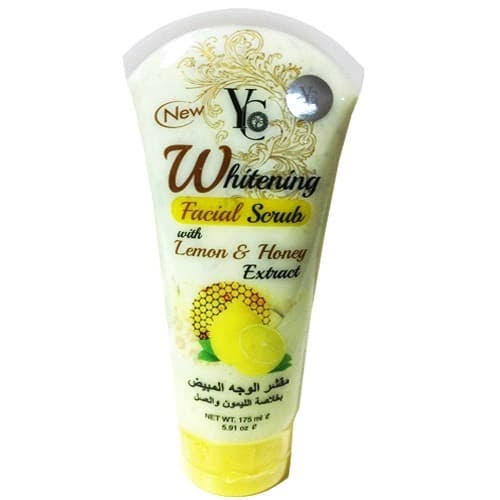 New
YC
YC
Whitening
Facial Scrub
with
Lemon & Honey
Extract
مقشر الوجه المبيض
بخلاصة الليمون والعسل
NET WT. 175 ml ℮
5.91 oz ℮